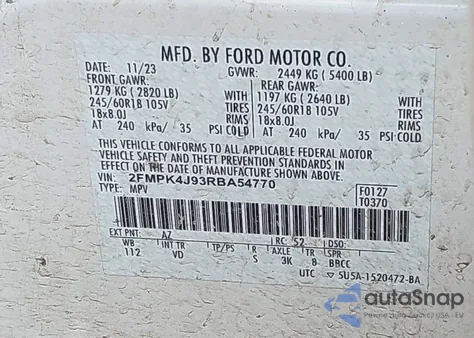 MFD. BY FORD MOTOR CO.
DATE: 11/23 GVWR: 2449 KG ( 5400 LB)
FRONT GAWR: REAR GAWR:
1279 KG ( 2820 LB) WITH 1197 KG ( 2640 LB) WITH
245/60R18 105V TIRES 245/60R18 105V TIRES
18x8.0J RIMS 18x8.0J RIMS
AT 240 kPa/ 35 PSI COLD AT 240 kPa/ 35 PSI COLD
THIS VEHICLE CONFORMS TO ALL APPLICABLE FEDERAL MOTOR
VEHICLE SAFETY AND THEFT PREVENTION STANDARDS IN
EFFECT ON THE DATE OF MANUFACTURE SHOWN ABOVE.
VIN: 2FMPK4J93RBA54770 F0127
TYPE: MPV T0370
EXT PNT: AZ RC: 52 DSO:
WB INT TR TP/PS R AXLE TR SPR
112 VD S 3K 8 BBCC
UTC 5U5A-1520472-BA
autoSnap